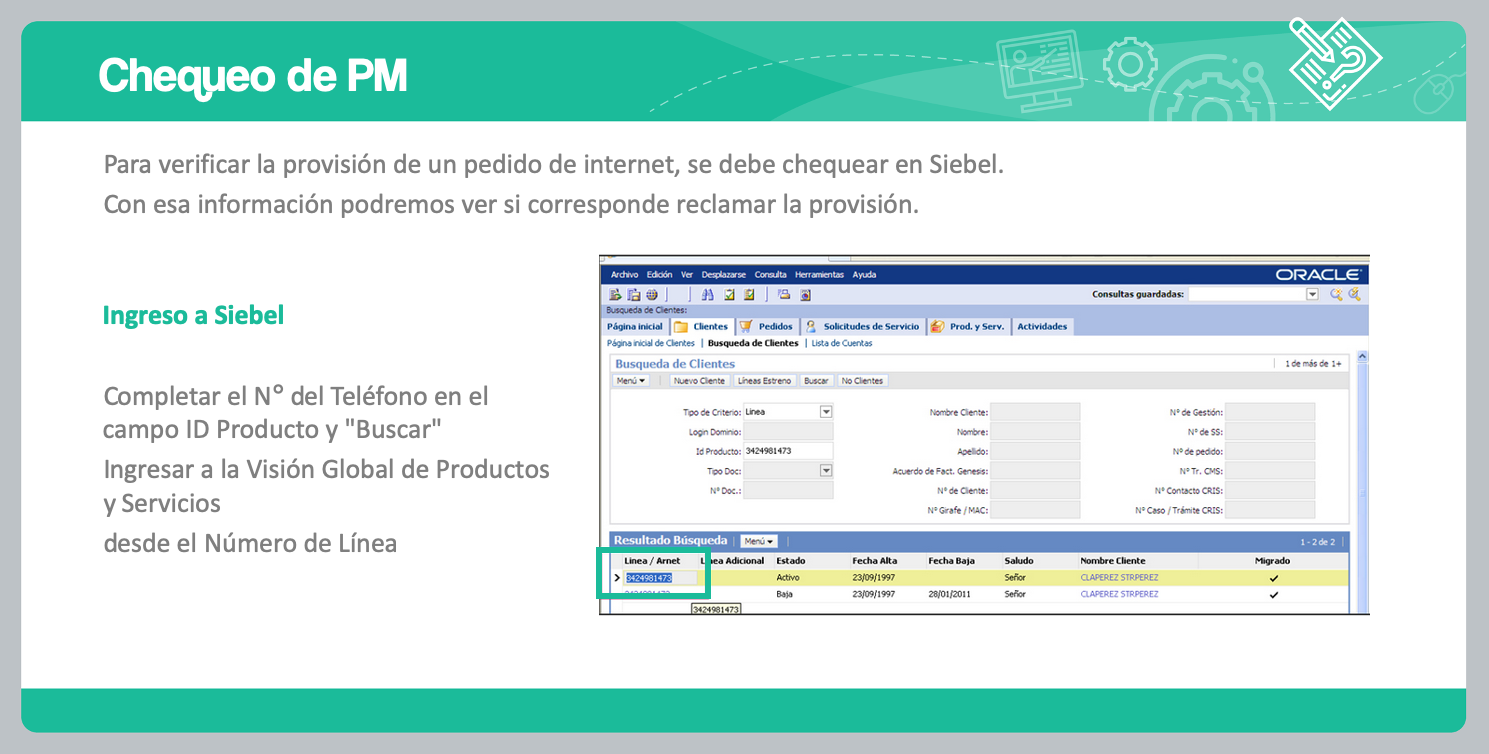 Chequeo de PM
Para verificar la provisión de un pedido de internet, se debe chequear en Siebel.
Con esa información podremos ver si corresponde reclamar la provisión.
Ingreso a Siebel
Completar el N° del Teléfono en el
campo ID Producto y "Buscar"
Ingresar a la Visión Global de Productos
y Servicios
desde el Número de Línea
Archivo Edición Ver Desplazarse Consulta Herramientas Ayuda ORACLE
Consultas guardadas:
Busqueda de Clientes:
Página inicial Clientes Pedidos Solicitudes de Servicio Prod. y Serv. Actividades
Página inicial de Clientes | Busqueda de Clientes | Lista de Cuentas
Busqueda de Clientes 1 de más de 1+
Menú Nuevo Cliente Líneas Estreno Buscar No Clientes
Tipo de Criterio: Linea Nombre Cliente: Nº de Gestión:
Login Dominio: Nombre: Nº de SS:
Id Producto: 3424981473 Apellido: Nº de pedido:
Tipo Doc: Acuerdo de Fact. Genesis: Nº Tr. CMS:
Nº Doc.: Nº de Cliente: Nº Contacto CRIS:
Nº Girafe / MAC: Nº Caso / Trámite CRIS:
Resultado Búsqueda Menú 1 - 2 de 2
Linea / Arnet Linea Adicional Estado Fecha Alta Fecha Baja Saludo Nombre Cliente Migrado
3424981473 Activo 23/09/1997 Señor CLAPEREZ STRPEREZ
3424981473 Baja 23/09/1997 28/01/2011 Señor CLAPEREZ STRPEREZ
3424981473